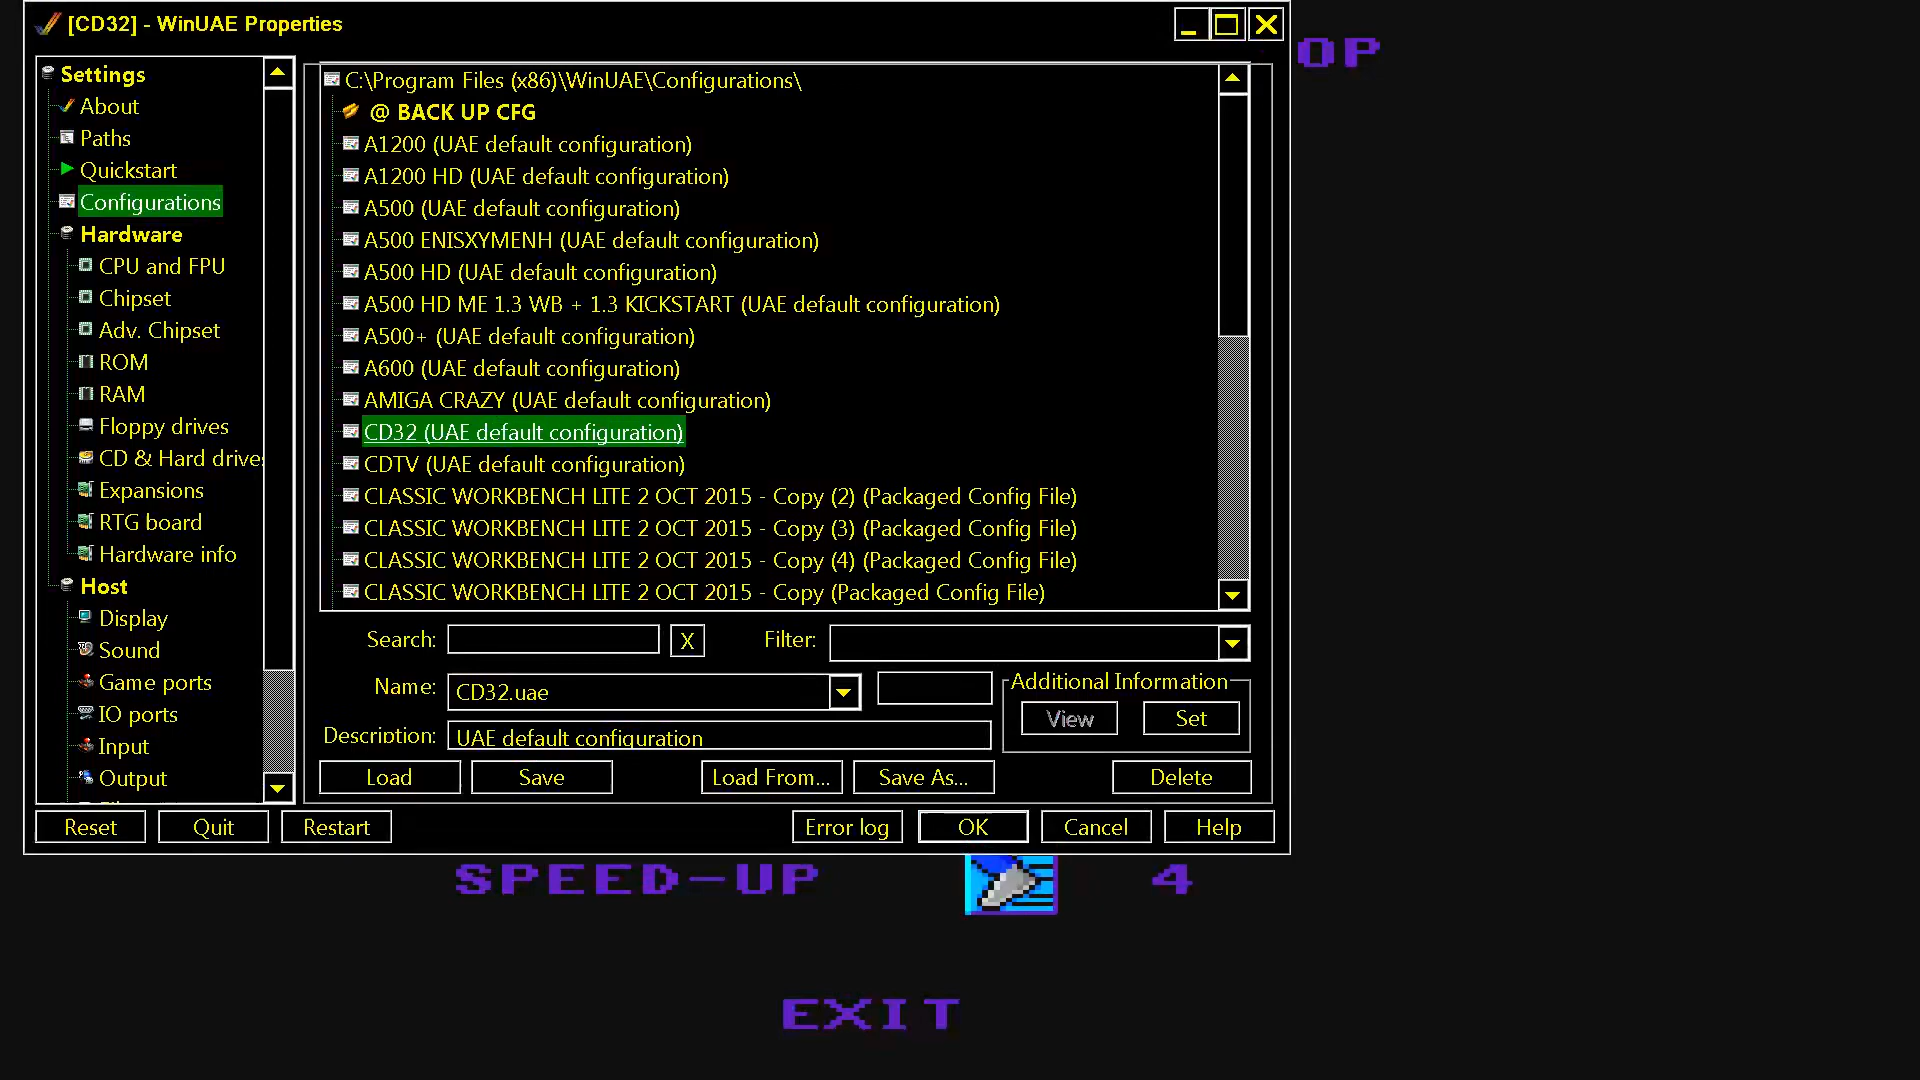 [CD32] - WinUAE Properties
OP
Settings
About
Paths
Quickstart
Configurations
Hardware
CPU and FPU
Chipset
Adv. Chipset
ROM
RAM
Floppy drives
CD & Hard drives
Expansions
RTG board
Hardware info
Host
Display
Sound
Game ports
IO ports
Input
Output
C:\Program Files (x86)\WinUAE\Configurations\
@ BACK UP CFG
A1200 (UAE default configuration)
A1200 HD (UAE default configuration)
A500 (UAE default configuration)
A500 ENISXYMENH (UAE default configuration)
A500 HD (UAE default configuration)
A500 HD ME 1.3 WB + 1.3 KICKSTART (UAE default configuration)
A500+ (UAE default configuration)
A600 (UAE default configuration)
AMIGA CRAZY (UAE default configuration)
CD32 (UAE default configuration)
CDTV (UAE default configuration)
CLASSIC WORKBENCH LITE 2 OCT 2015 - Copy (2) (Packaged Config File)
CLASSIC WORKBENCH LITE 2 OCT 2015 - Copy (3) (Packaged Config File)
CLASSIC WORKBENCH LITE 2 OCT 2015 - Copy (4) (Packaged Config File)
CLASSIC WORKBENCH LITE 2 OCT 2015 - Copy (Packaged Config File)
Search: X Filter:
Name: CD32.uae
Additional Information
View Set
Description: UAE default configuration
Load Save Load From... Save As... Delete
Reset Quit Restart Error log OK Cancel Help
SPEED-UP 4
EXIT